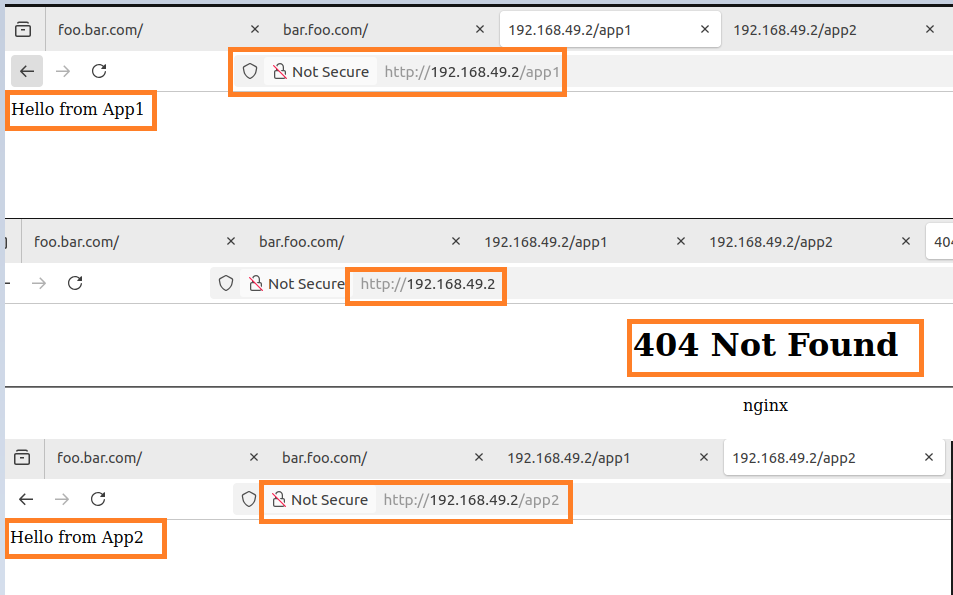 foo.bar.com/ × bar.foo.com/ × 192.168.49.2/app1 × 192.168.49.2/app2 ×
Not Secure http://192.168.49.2/app1
Hello from App1
foo.bar.com/ × bar.foo.com/ × 192.168.49.2/app1 × 192.168.49.2/app2 × 404
Not Secure http://192.168.49.2
404 Not Found
nginx
foo.bar.com/ × bar.foo.com/ × 192.168.49.2/app1 × 192.168.49.2/app2 ×
Not Secure http://192.168.49.2/app2
Hello from App2